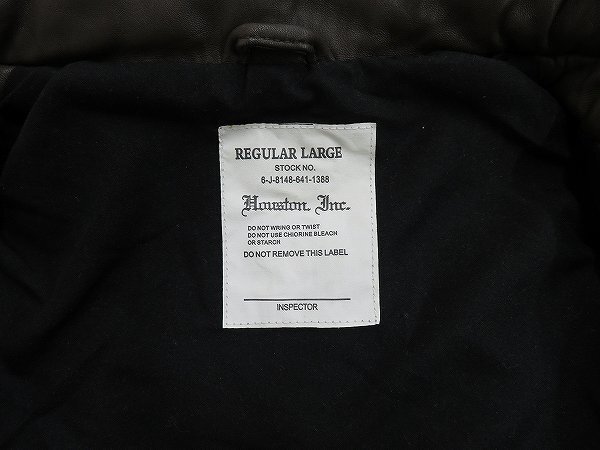 REGULAR LARGE
STOCK NO.
6-J-8148-641-1388
Houston, Inc.
DO NOT WRING OR TWIST
DO NOT USE CHIORINE BLEACH
OR STARCH
DO NOT REMOVE THIS LABEL
INSPECTOR